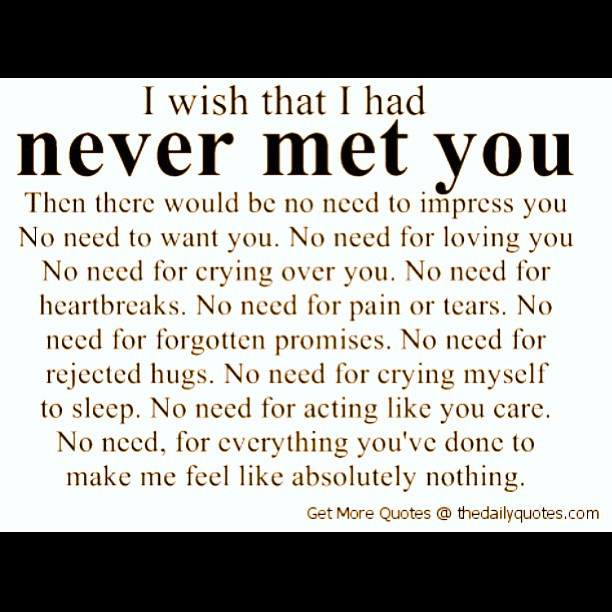 I wish that I had
never met you
Then there would be no need to impress you
No need to want you. No need for loving you
No need for crying over you. No need for
heartbreaks. No need for pain or tears. No
need for forgotten promises. No need for
rejected hugs. No need for crying myself
to sleep. No need for acting like you care.
No need, for everything you've done to
make me feel like absolutely nothing.
Get More Quotes @ thedailyquotes.com